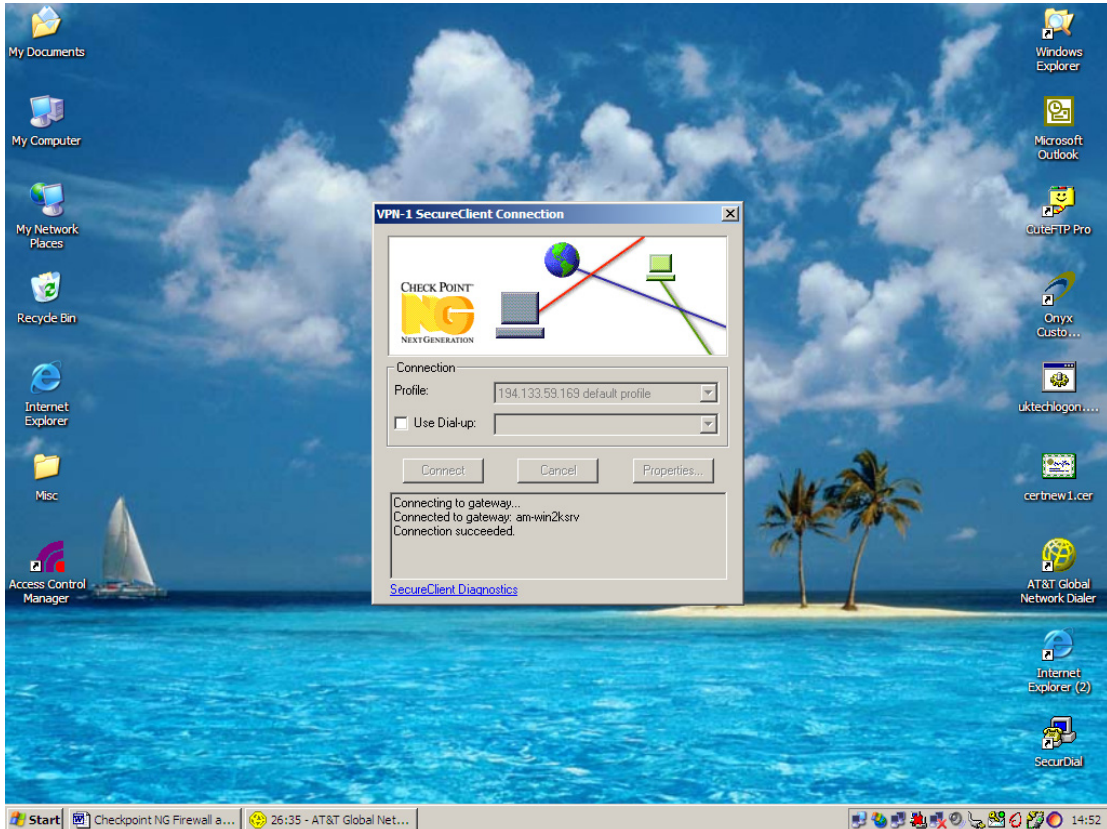 My Documents
My Computer
My Network
Places
Recycle Bin
Internet
Explorer
Misc
Access Control
Manager
VPN-1 SecureClient Connection
CHECK POINT
NG
NEXT GENERATION
Connection
Profile:
194.133.59.169 default profile
Use Dial-up:
Connect
Cancel
Properties...
Connecting to gateway...
Connected to gateway: am-win2ksrv
Connection succeeded.
SecureClient Diagnostics
Windows
Explorer
Microsoft
Outlook
CuteFTP Pro
Onyx
Custo...
uktechlogon....
certnew1.cer
AT&T Global
Network Dialer
Internet
Explorer (2)
SecurDial
Start
Checkpoint NG Firewall a...
26:35 - AT&T Global Net...
14:52